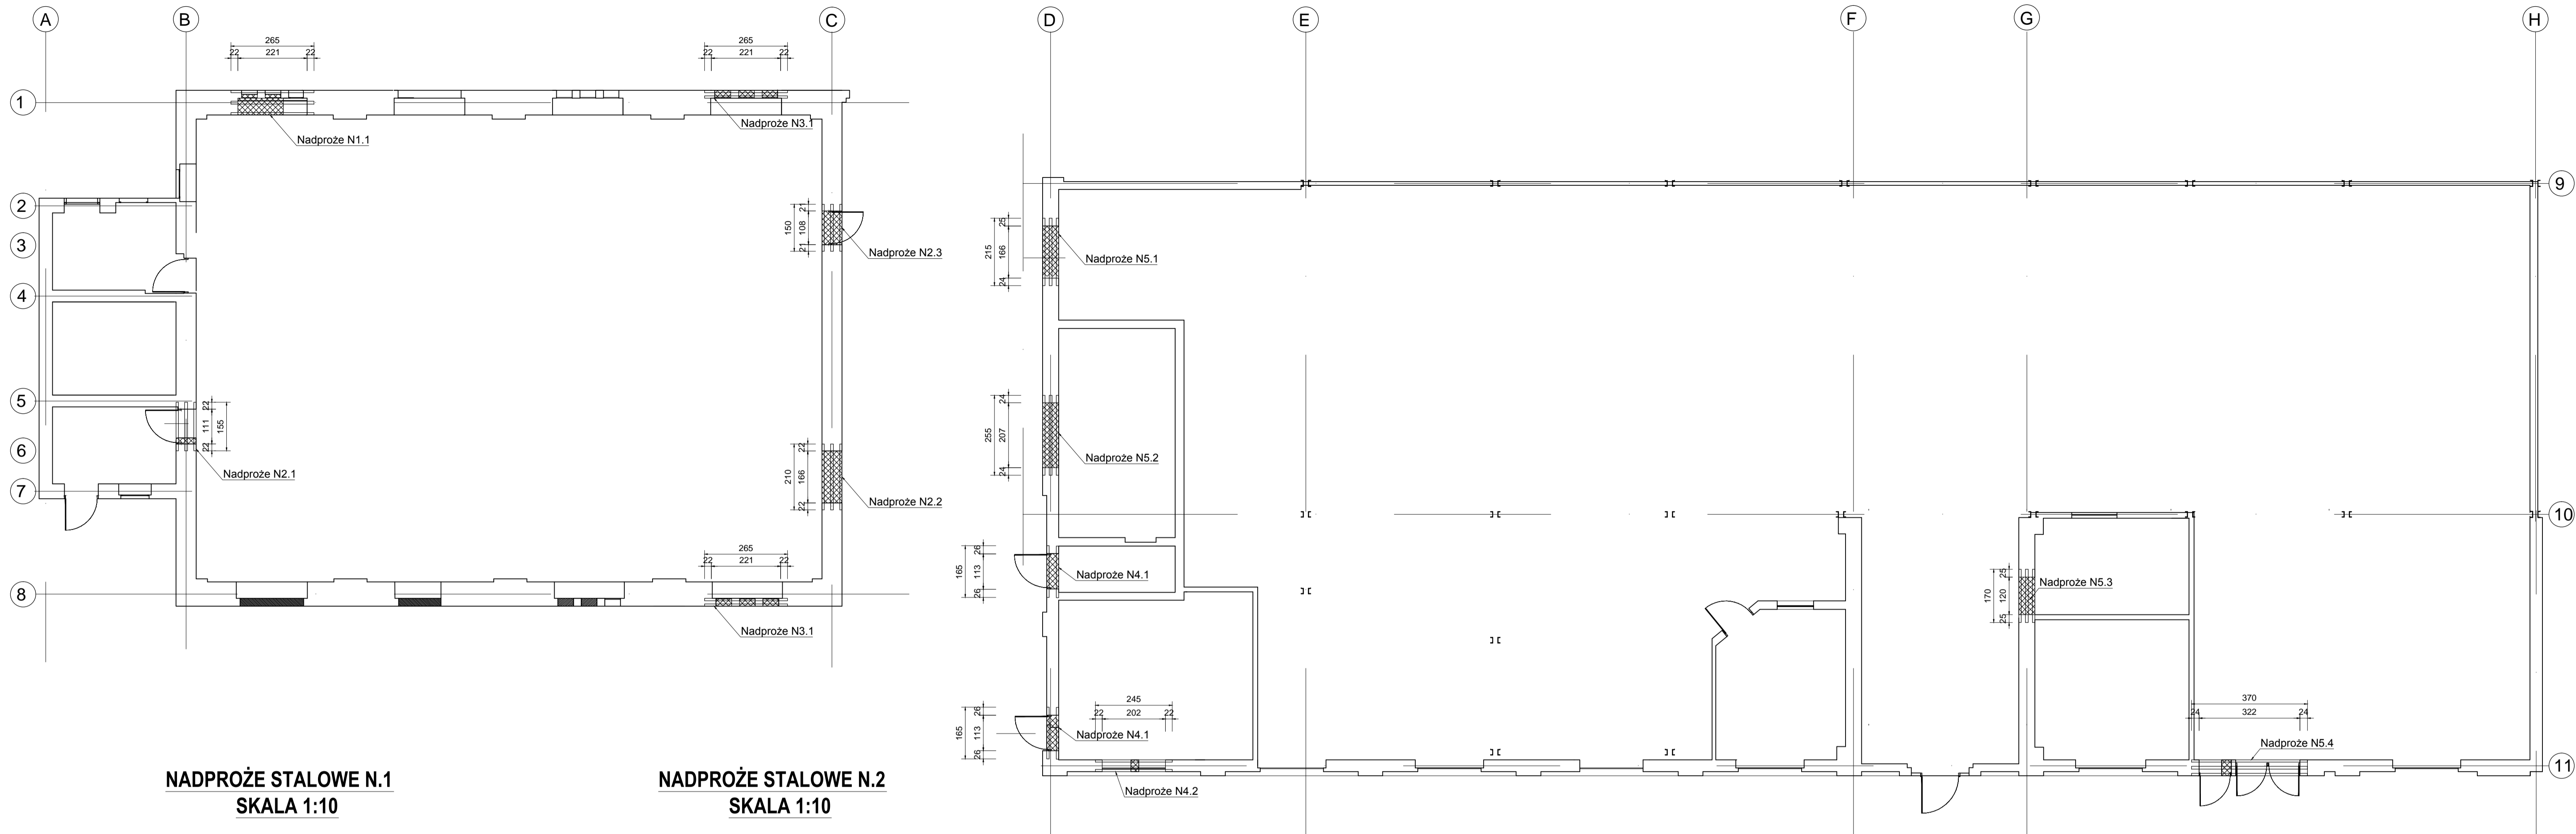 A
B
C
D
E
F
G
H
265
22
221
22
265
22
221
22
1
Nadproże N1.1
Nadproże N3.1
2
3
4
5
6
7
8
9
10
11
150
21
108
21
Nadproże N2.3
22
111
22
155
Nadproże N2.1
210
22
166
22
Nadproże N2.2
265
22
221
22
Nadproże N3.1
215
25
166
24
Nadproże N5.1
255
24
207
24
Nadproże N5.2
165
26
113
26
Nadproże N4.1
165
26
113
26
Nadproże N4.1
245
22
202
22
Nadproże N4.2
170
25
120
25
Nadproże N5.3
370
24
322
24
Nadproże N5.4
NADPROŻE STALOWE N.1
SKALA 1:10
NADPROŻE STALOWE N.2
SKALA 1:10